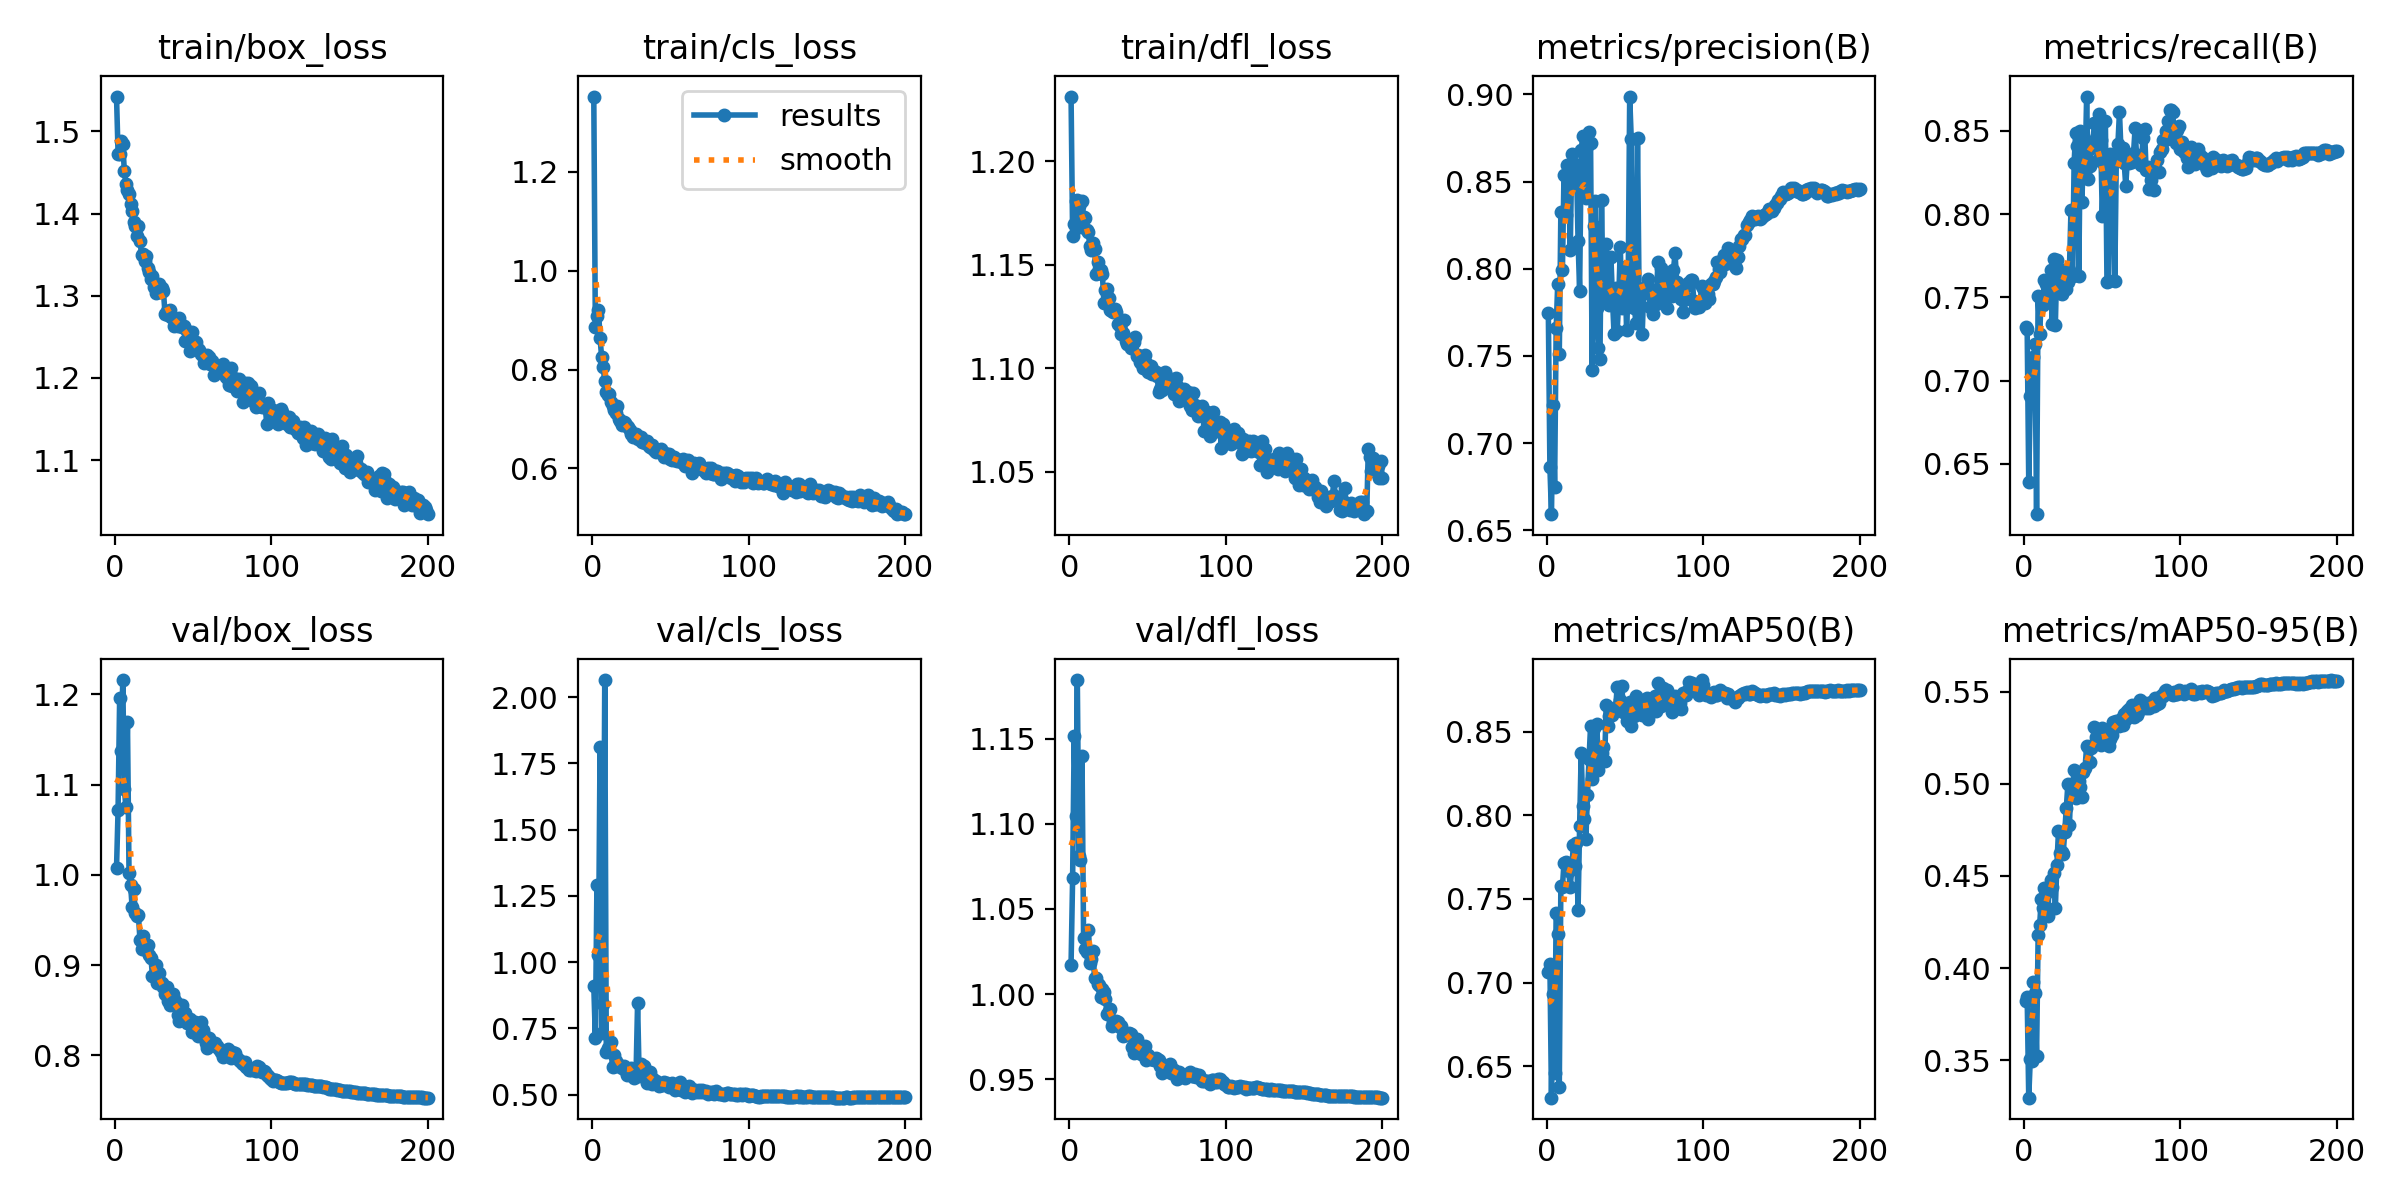 train/box_loss
1.5
1.4
1.3
1.2
1.1
0 100 200
train/cls_loss
results
smooth
1.2
1.0
0.8
0.6
0 100 200
train/dfl_loss
1.20
1.15
1.10
1.05
0 100 200
metrics/precision(B)
0.90
0.85
0.80
0.75
0.70
0.65
0 100 200
metrics/recall(B)
0.85
0.80
0.75
0.70
0.65
0 100 200
val/box_loss
1.2
1.1
1.0
0.9
0.8
0 100 200
val/cls_loss
2.00
1.75
1.50
1.25
1.00
0.75
0.50
0 100 200
val/dfl_loss
1.15
1.10
1.05
1.00
0.95
0 100 200
metrics/mAP50(B)
0.85
0.80
0.75
0.70
0.65
0 100 200
metrics/mAP50-95(B)
0.55
0.50
0.45
0.40
0.35
0 100 200